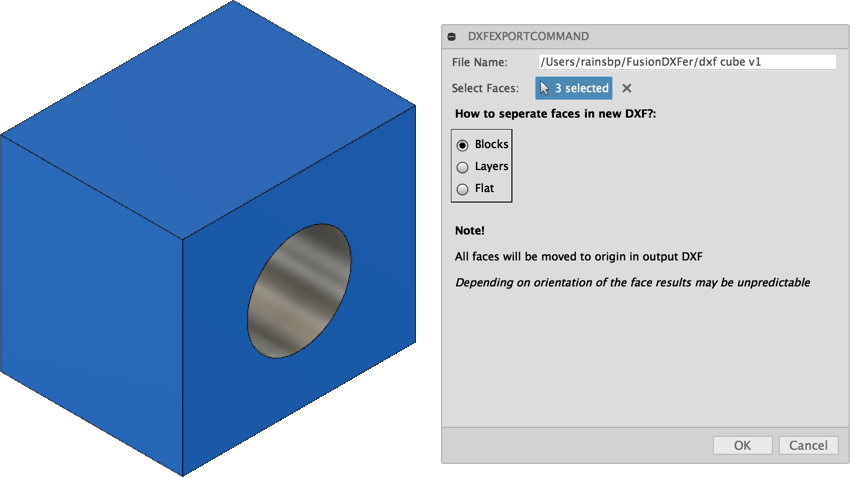 DXFEXPORTCOMMAND
File Name: /Users/rainsbp/FusionDXFer/dxf cube v1
Select Faces: 3 selected
How to seperate faces in new DXF?:
Blocks
Layers
Flat
Note!
All faces will be moved to origin in output DXF
Depending on orientation of the face results may be unpredictable
OK Cancel